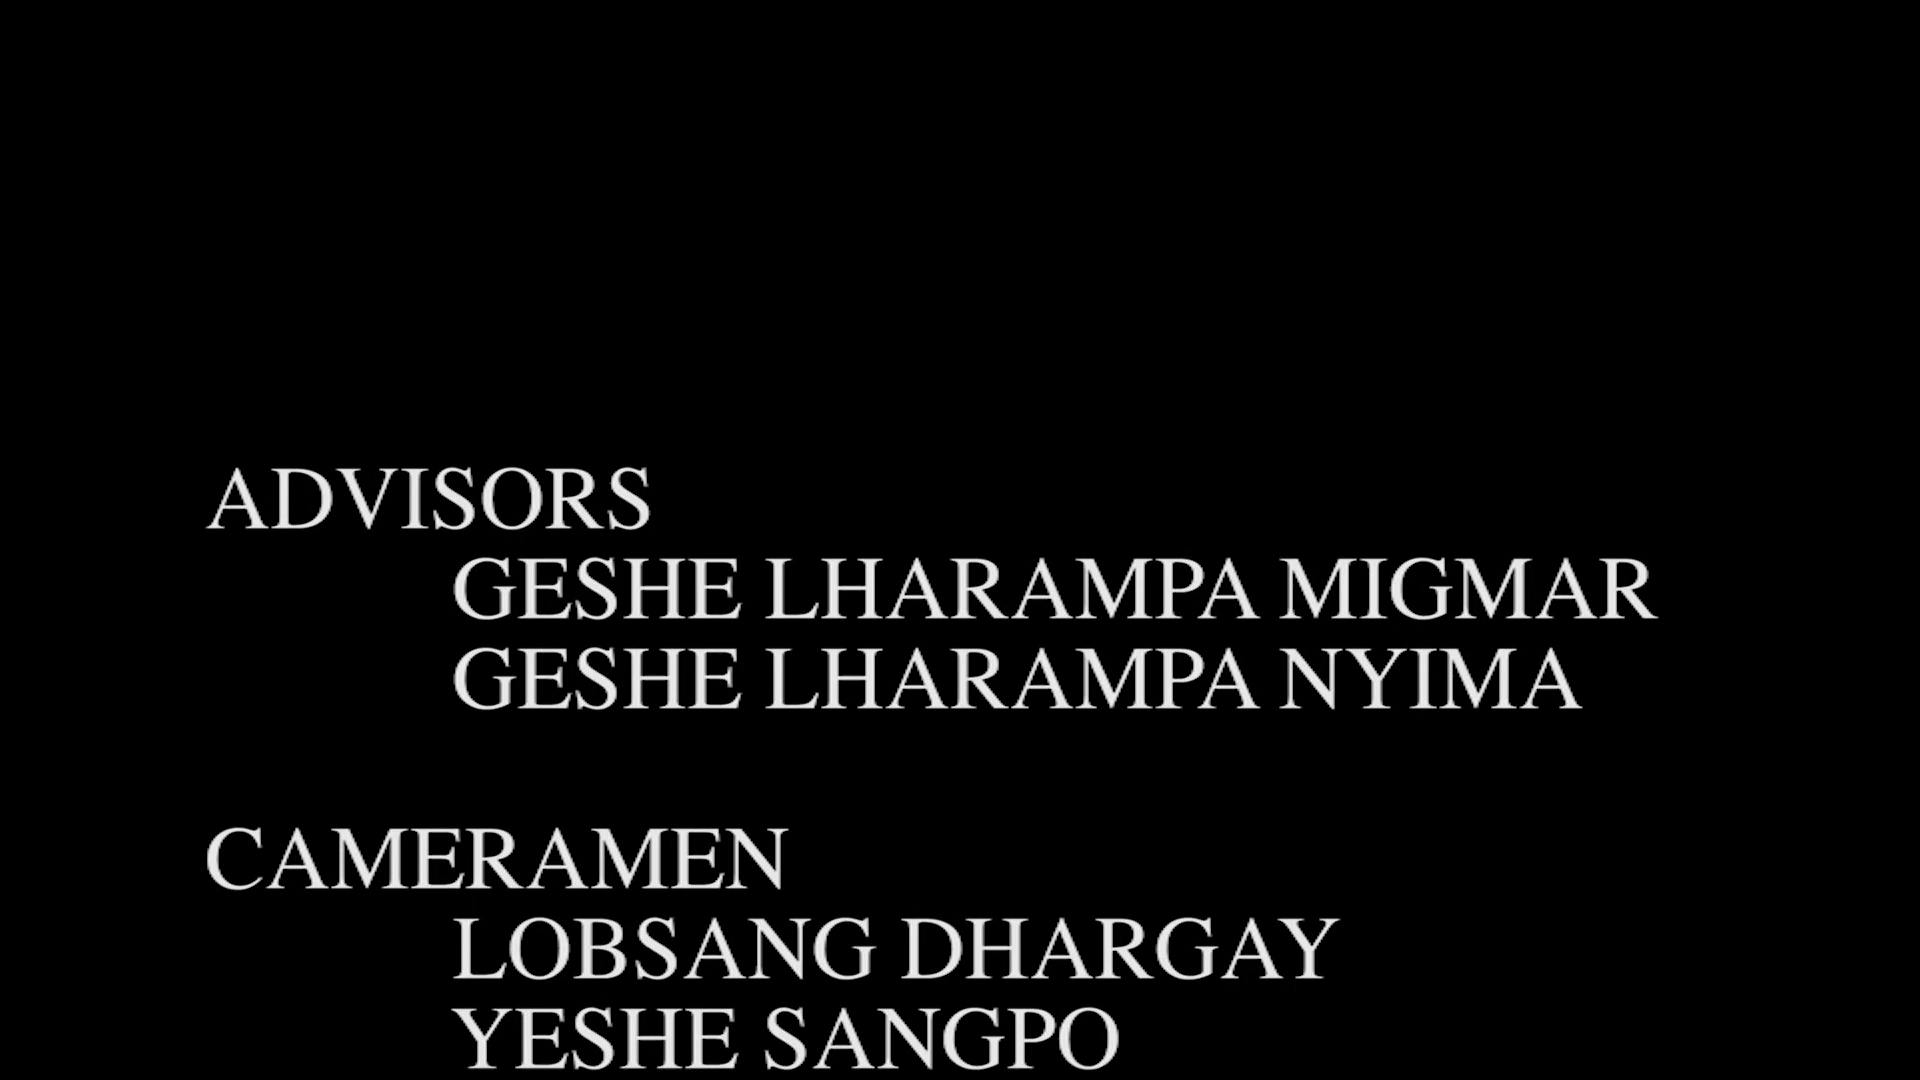 ADVISORS
GESHE LHARAMPA MIGMAR
GESHE LHARAMPA NYIMA
CAMERAMEN
LOBSANG DHARGAY
YESHE SANGPO